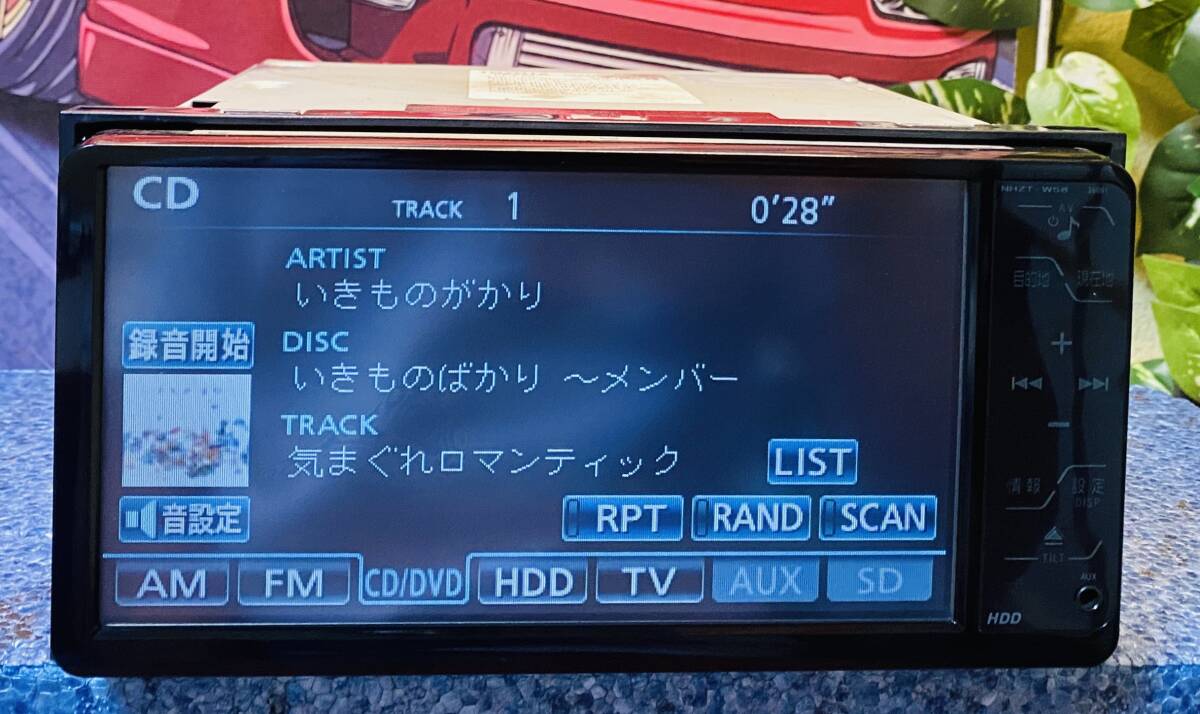 CD
TRACK 1 0'28"
ARTIST
いきものがかり
録音開始
DISC
いきものばかり ～メンバー
TRACK
気まぐれロマンティック
LIST
音設定
RPT RAND SCAN
AM FM CD/DVD HDD TV AUX SD
NHZT-W58
AV
目的地 現在地
+
−
情報 設定
DISP
TILT
AUX
HDD